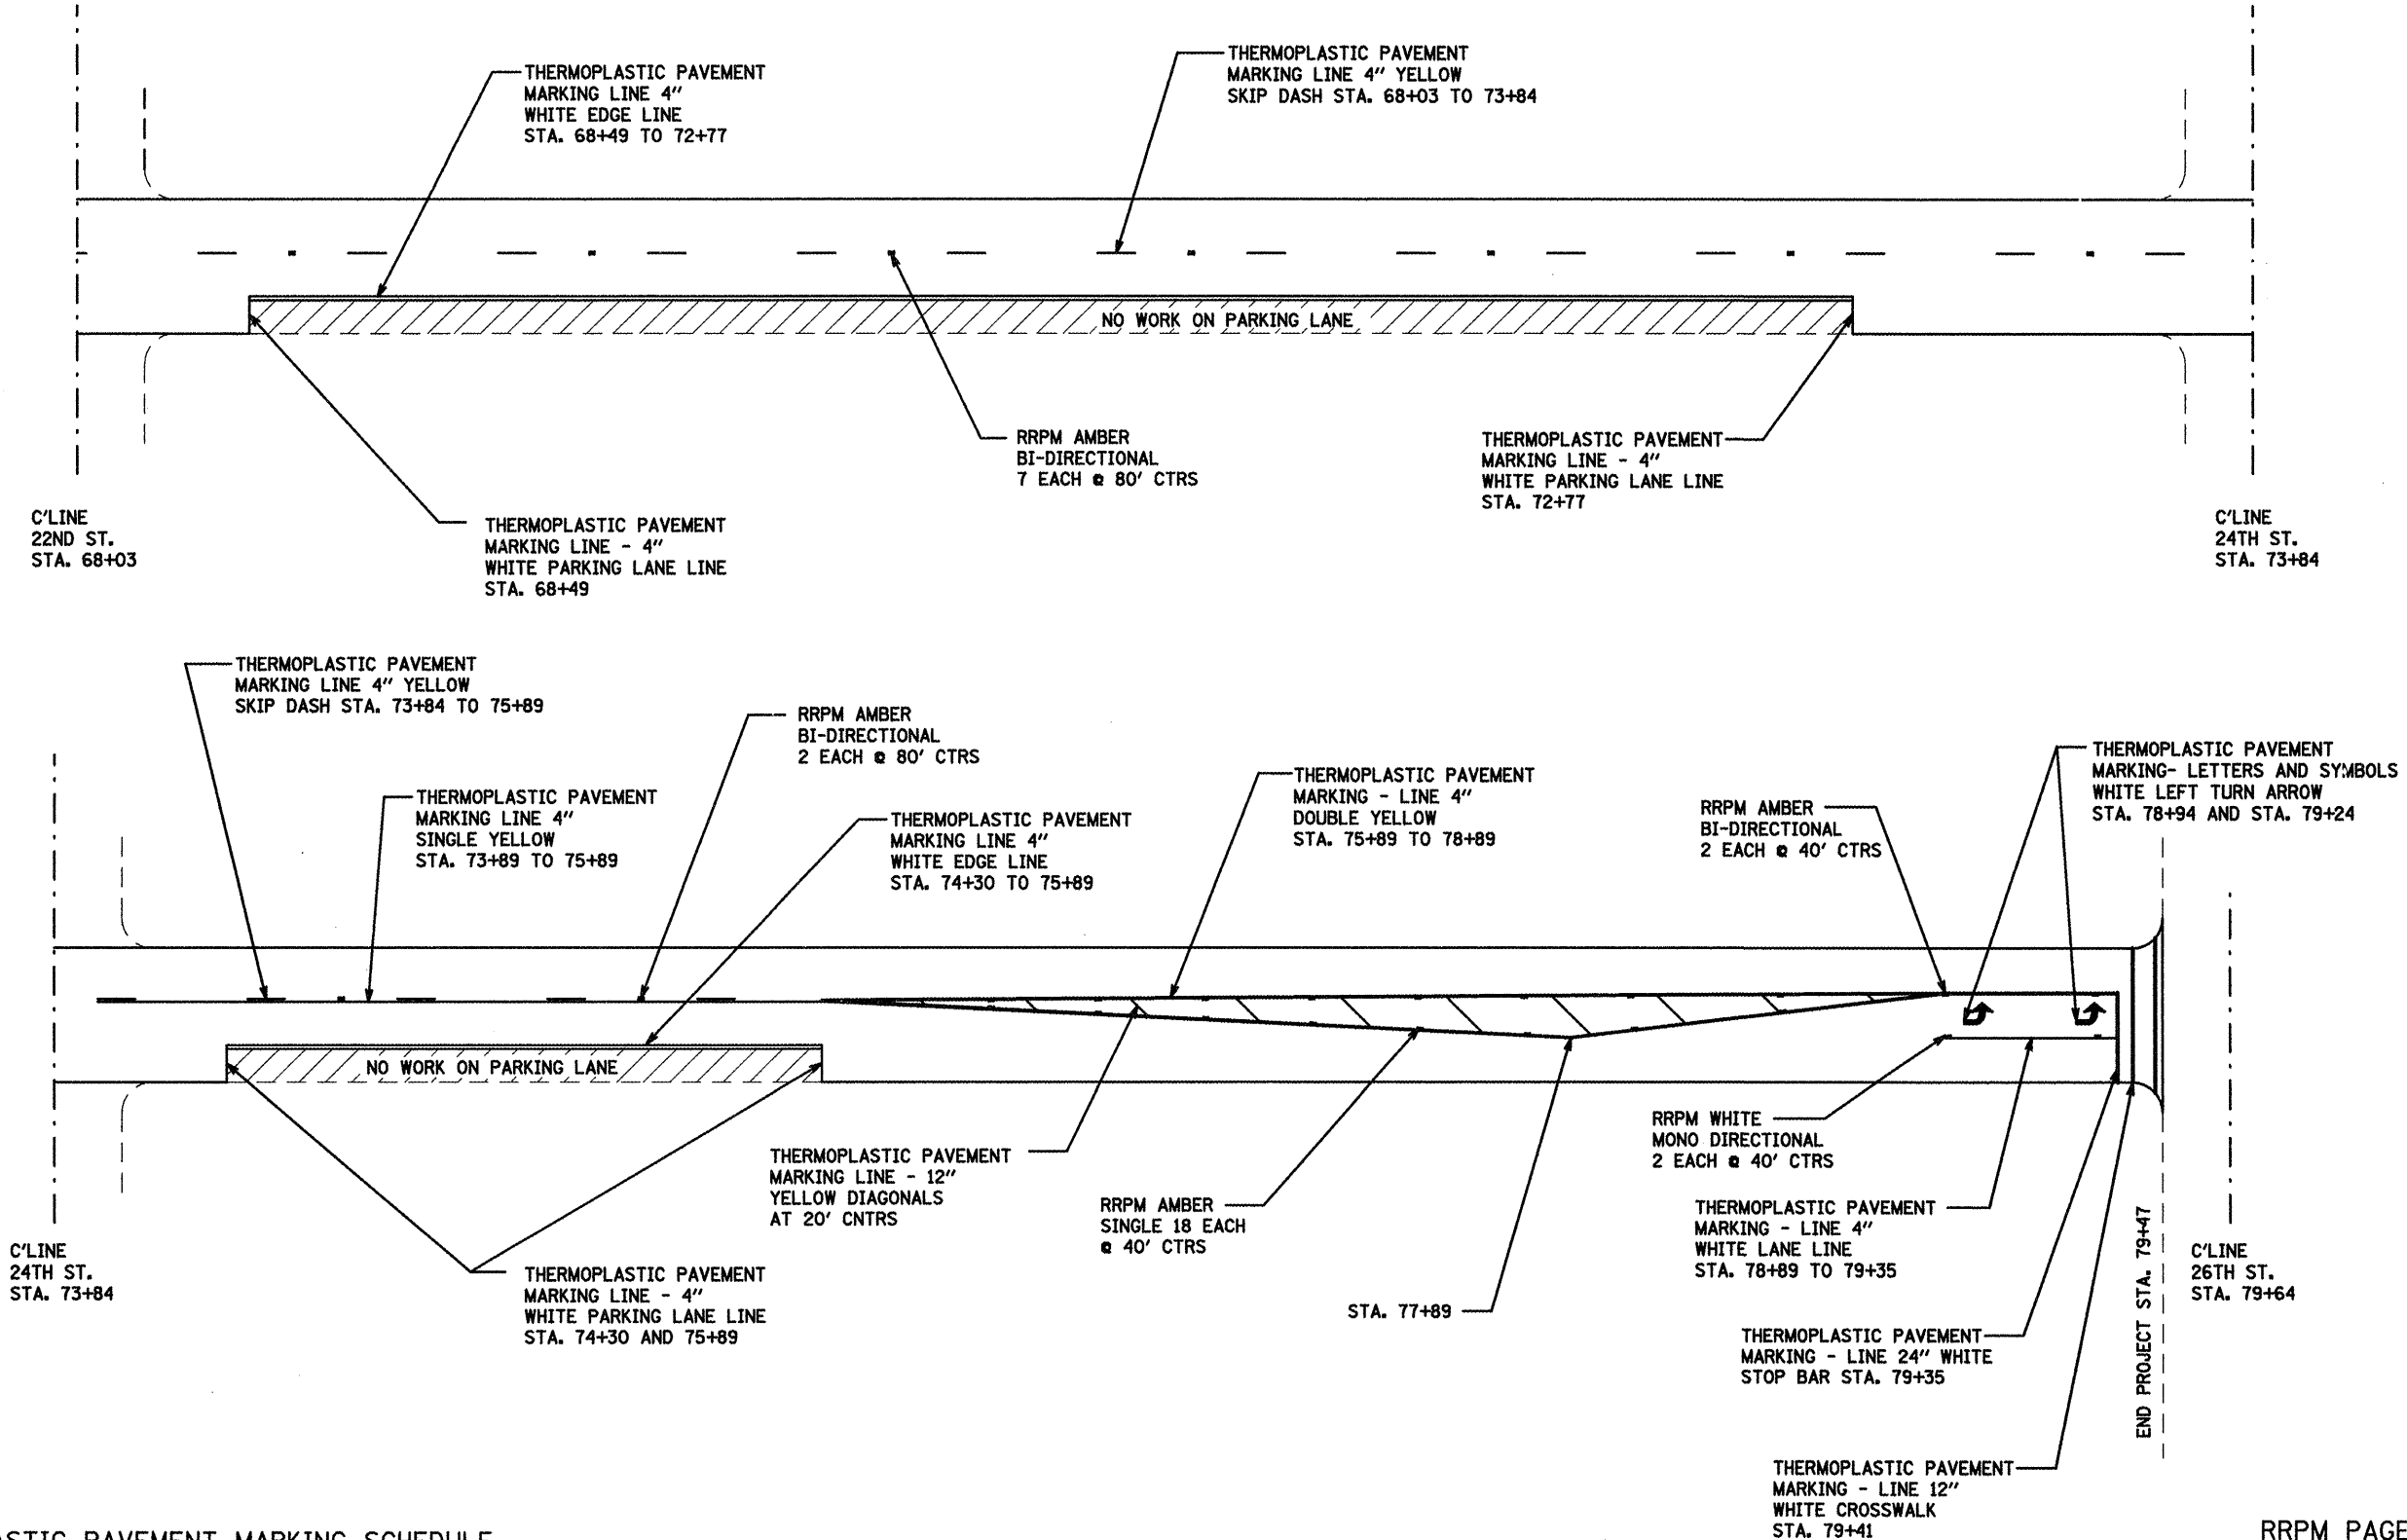 THERMOPLASTIC PAVEMENT
MARKING LINE 4"
WHITE EDGE LINE
STA. 68+49 TO 72+77
THERMOPLASTIC PAVEMENT
MARKING LINE 4" YELLOW
SKIP DASH STA. 68+03 TO 73+84
NO WORK ON PARKING LANE
RRPM AMBER
BI-DIRECTIONAL
7 EACH @ 80' CTRS
THERMOPLASTIC PAVEMENT
MARKING LINE - 4"
WHITE PARKING LANE LINE
STA. 72+77
C'LINE
22ND ST.
STA. 68+03
THERMOPLASTIC PAVEMENT
MARKING LINE - 4"
WHITE PARKING LANE LINE
STA. 68+49
C'LINE
24TH ST.
STA. 73+84
THERMOPLASTIC PAVEMENT
MARKING LINE 4" YELLOW
SKIP DASH STA. 73+84 TO 75+89
RRPM AMBER
BI-DIRECTIONAL
2 EACH @ 80' CTRS
THERMOPLASTIC PAVEMENT
MARKING LINE 4"
SINGLE YELLOW
STA. 73+89 TO 75+89
THERMOPLASTIC PAVEMENT
MARKING LINE 4"
WHITE EDGE LINE
STA. 74+30 TO 75+89
THERMOPLASTIC PAVEMENT
MARKING - LINE 4"
DOUBLE YELLOW
STA. 75+89 TO 78+89
RRPM AMBER
BI-DIRECTIONAL
2 EACH @ 40' CTRS
THERMOPLASTIC PAVEMENT
MARKING- LETTERS AND SYMBOLS
WHITE LEFT TURN ARROW
STA. 78+94 AND STA. 79+24
NO WORK ON PARKING LANE
THERMOPLASTIC PAVEMENT
MARKING LINE - 12"
YELLOW DIAGONALS
AT 20' CNTRS
RRPM AMBER
SINGLE 18 EACH
@ 40' CTRS
RRPM WHITE
MONO DIRECTIONAL
2 EACH @ 40' CTRS
THERMOPLASTIC PAVEMENT
MARKING - LINE 4"
WHITE LANE LINE
STA. 78+89 TO 79+35
C'LINE
24TH ST.
STA. 73+84
THERMOPLASTIC PAVEMENT
MARKING LINE - 4"
WHITE PARKING LANE LINE
STA. 74+30 AND 75+89
STA. 77+89
THERMOPLASTIC PAVEMENT
MARKING - LINE 24" WHITE
STOP BAR STA. 79+35
END PROJECT STA. 79+47
C'LINE
26TH ST.
STA. 79+64
THERMOPLASTIC PAVEMENT
MARKING - LINE 12"
WHITE CROSSWALK
STA. 79+41
PAVEMENT MARKING SCHEDULE
RRPM PAGE